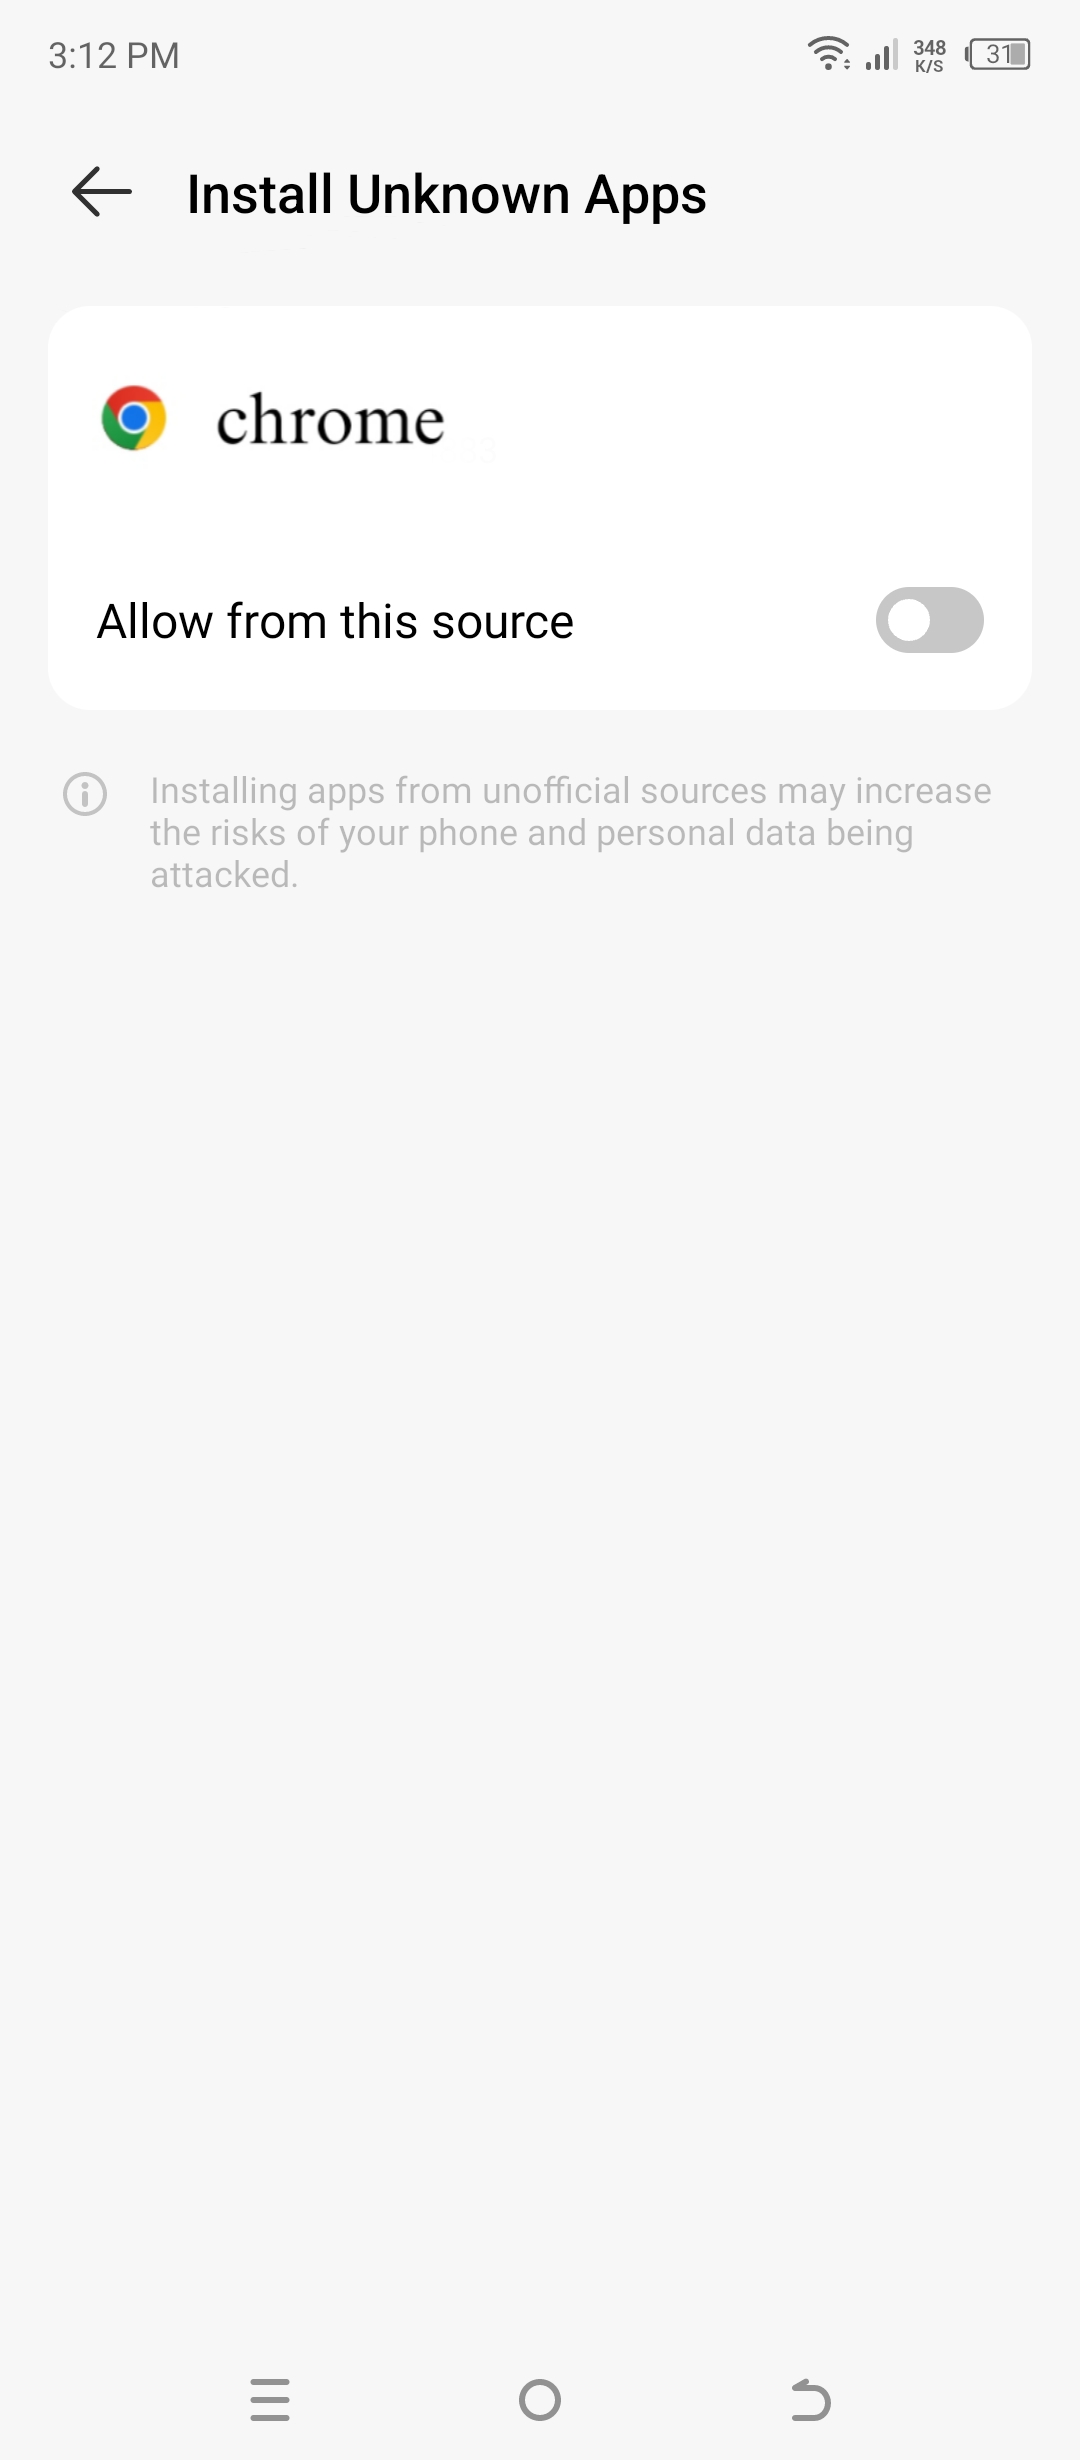 3:12 PM
348
K/S
31
Install Unknown Apps
chrome
Allow from this source
Installing apps from unofficial sources may increase
the risks of your phone and personal data being
attacked.